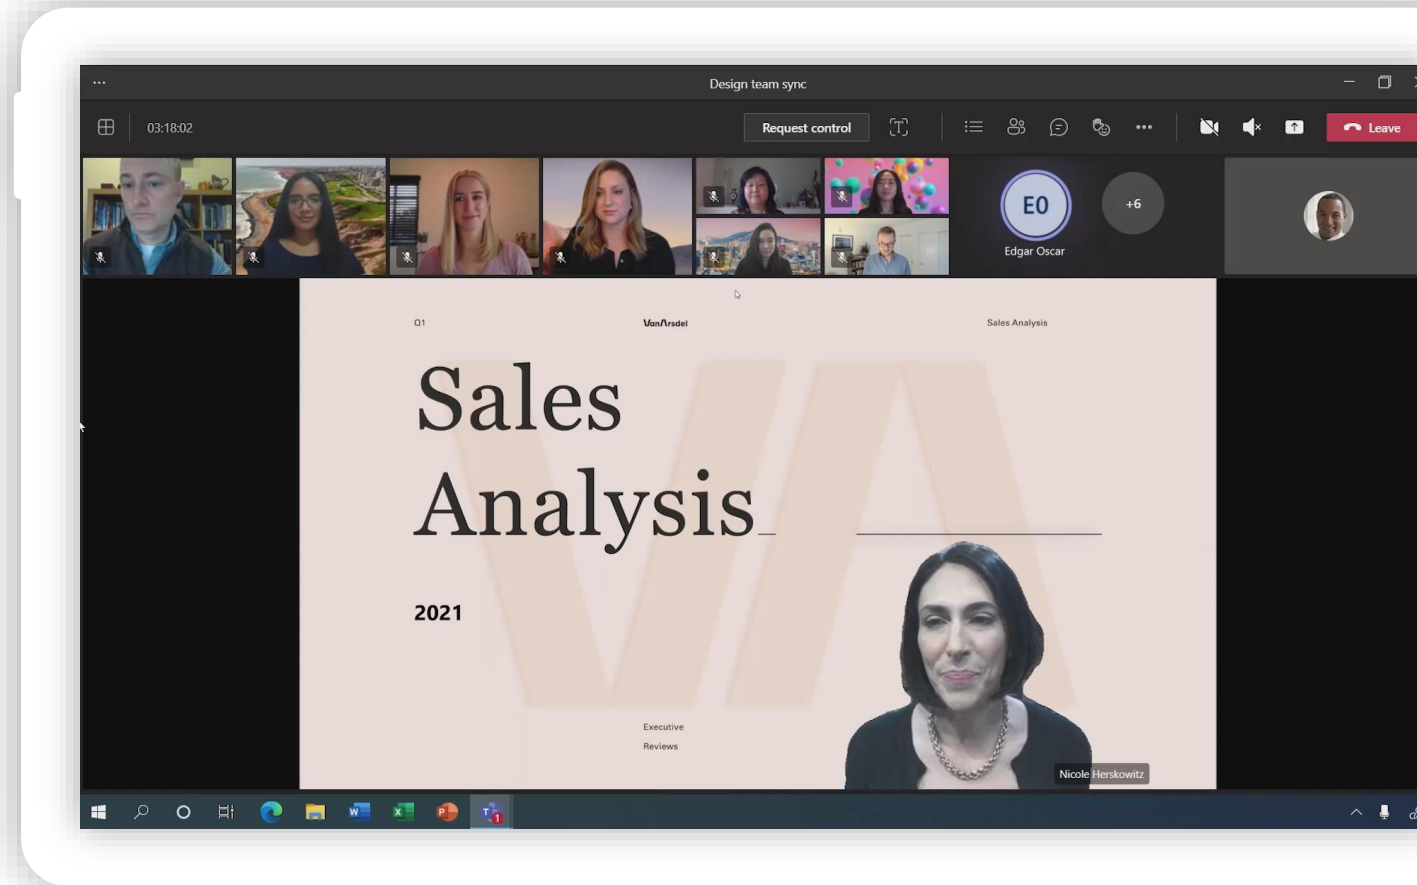 Design team sync
03:18:02
Request control
Leave
EO
Edgar Oscar
+6
Q1
VanArsdel
Sales Analysis
Sales
Analysis_
2021
Executive
Reviews
Nicole Herskowitz